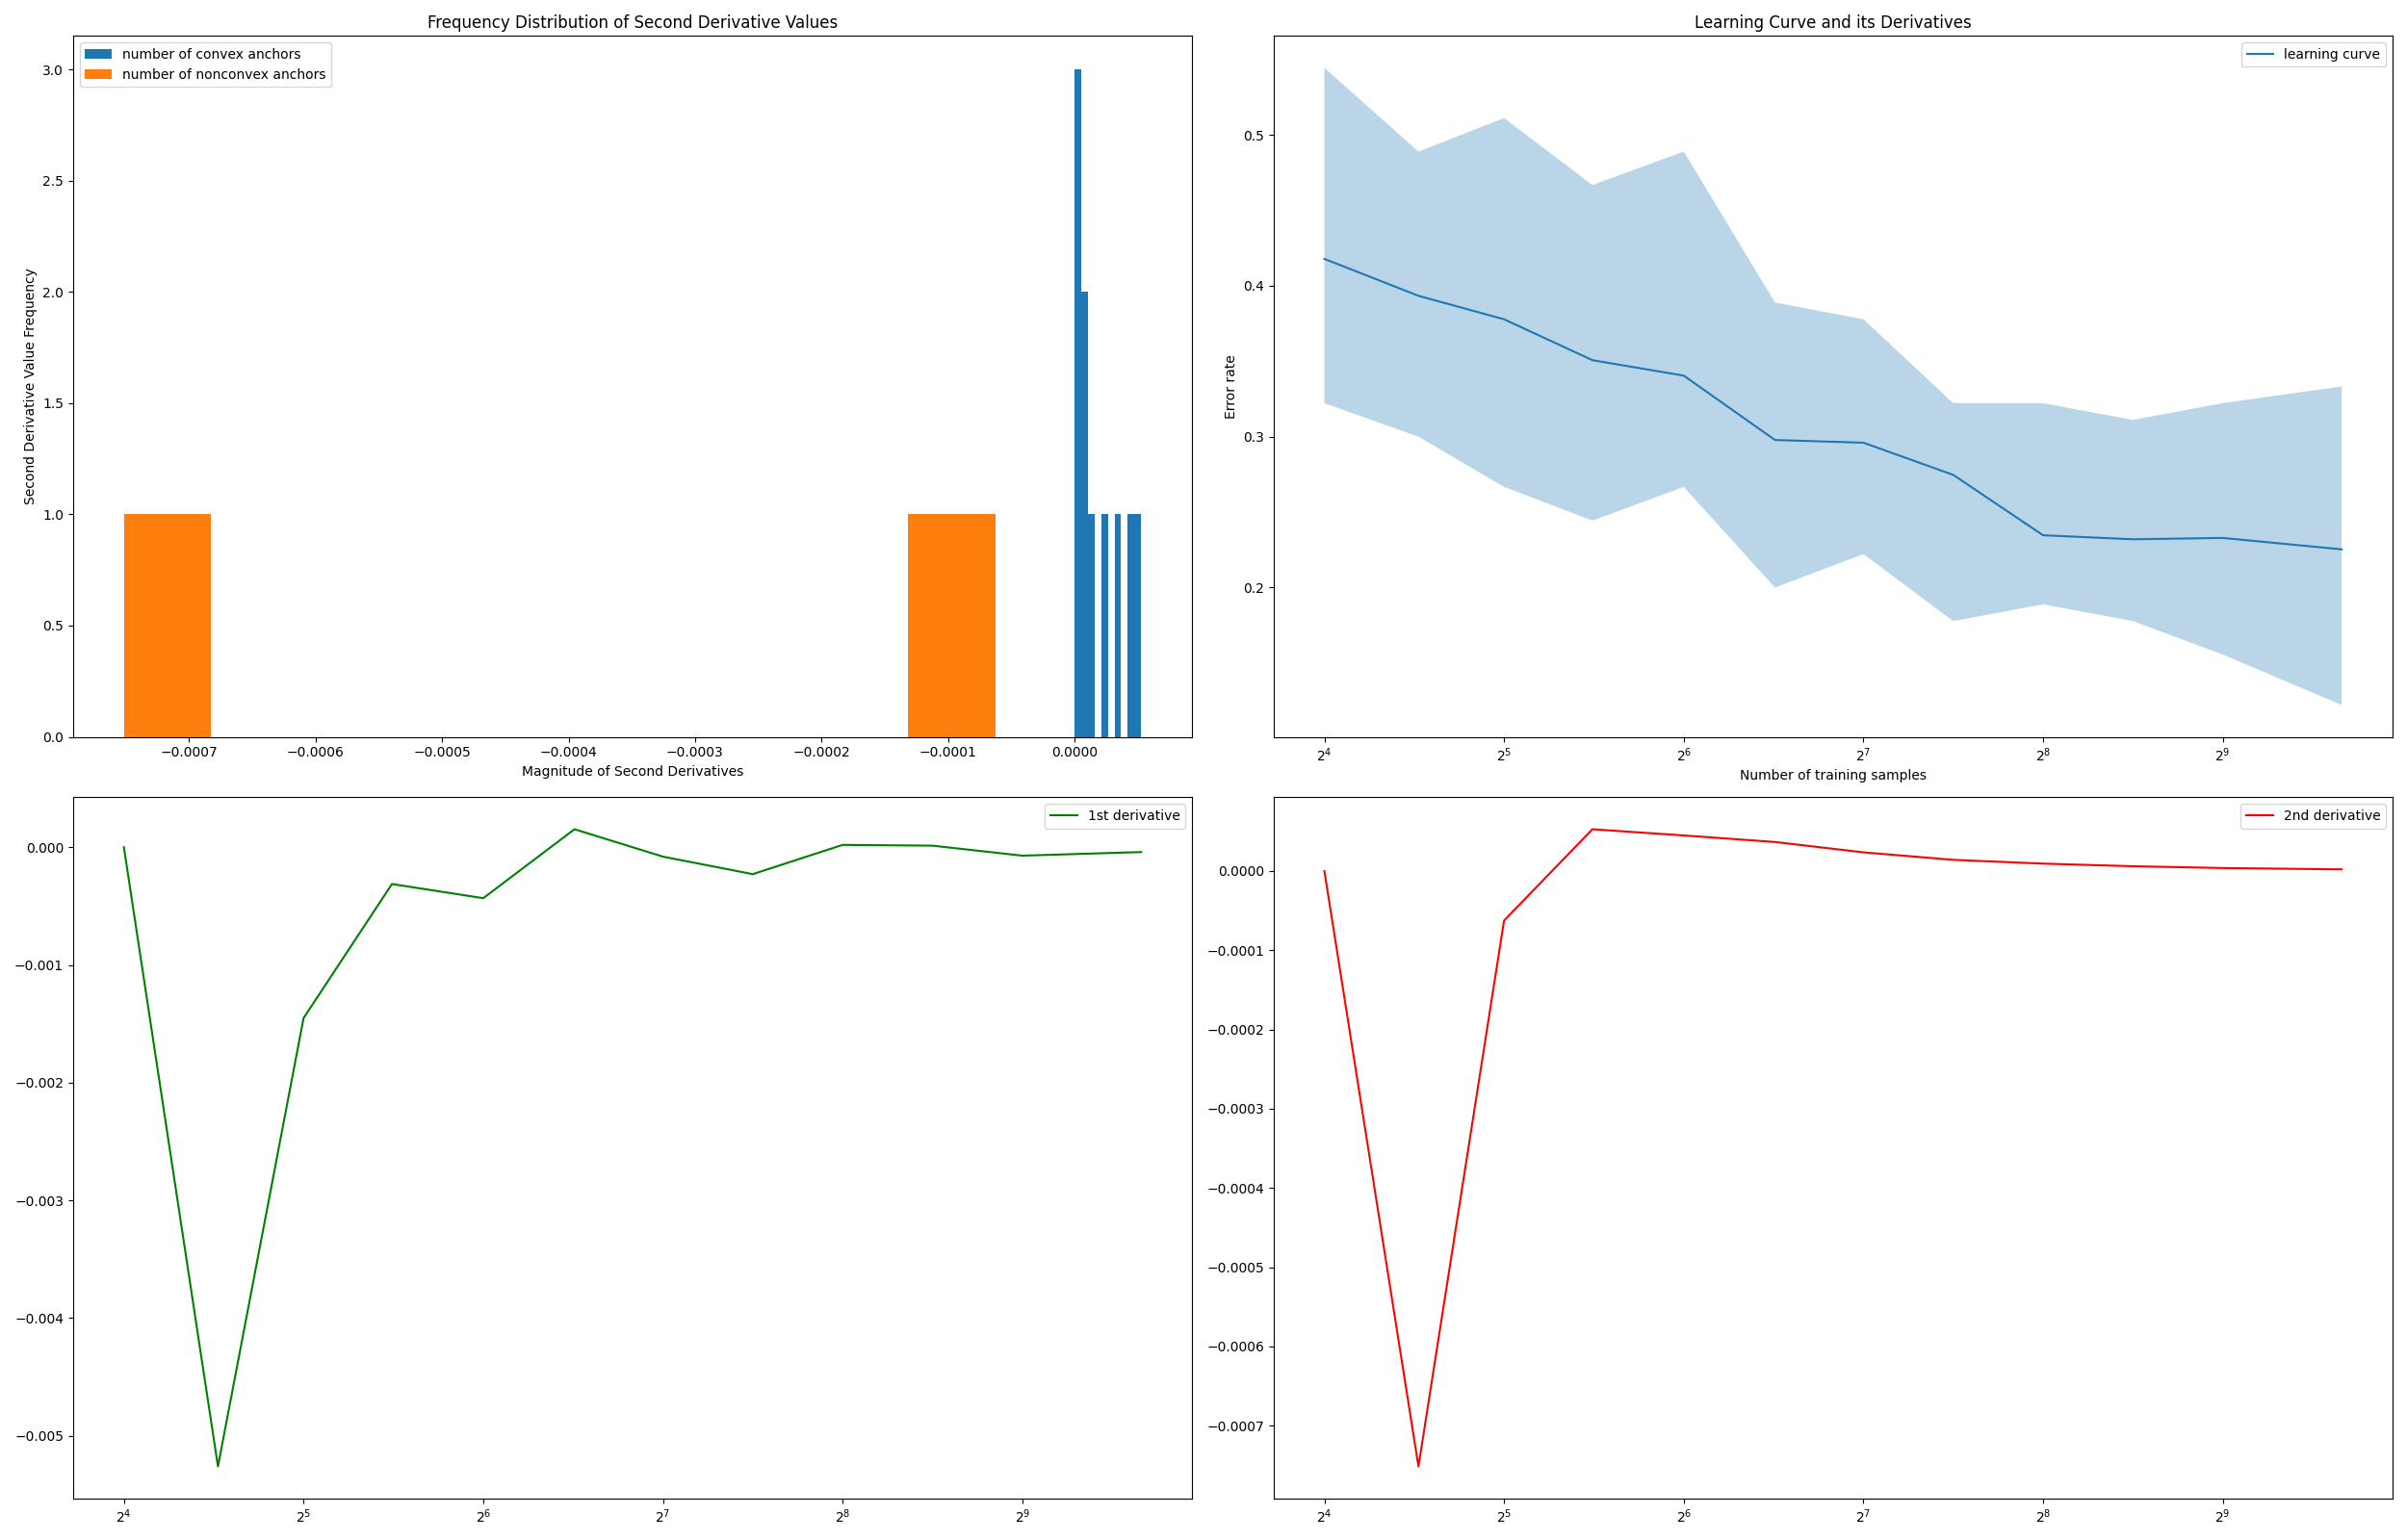 Frequency Distribution of Second Derivative Values
number of convex anchors
number of nonconvex anchors
3.0
2.5
2.0
1.5
1.0
0.5
0.0
Second Derivative Value Frequency
−0.0007 −0.0006 −0.0005 −0.0004 −0.0003 −0.0002 −0.0001 0.0000
Magnitude of Second Derivatives
Learning Curve and its Derivatives
learning curve
0.5
0.4
0.3
0.2
Error rate
2⁴ 2⁵ 2⁶ 2⁷ 2⁸ 2⁹
Number of training samples
1st derivative
0.000
−0.001
−0.002
−0.003
−0.004
−0.005
2⁴ 2⁵ 2⁶ 2⁷ 2⁸ 2⁹
2nd derivative
0.0000
−0.0001
−0.0002
−0.0003
−0.0004
−0.0005
−0.0006
−0.0007
2⁴ 2⁵ 2⁶ 2⁷ 2⁸ 2⁹